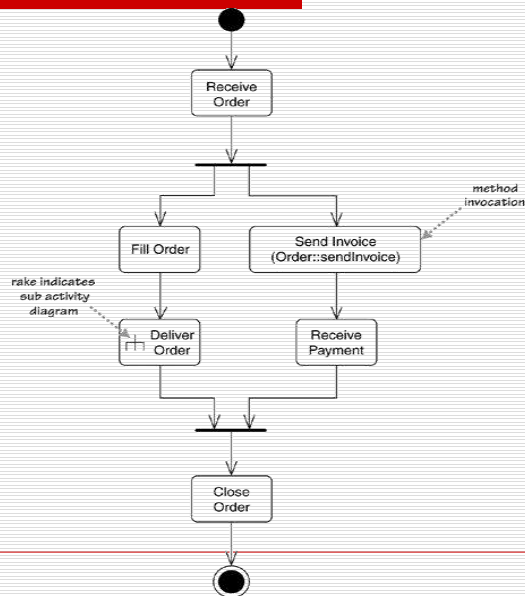 Receive
Order
method
invocation
Fill Order
Send Invoice
(Order::sendInvoice)
rake indicates
sub activity
diagram
Deliver
Order
Receive
Payment
Close
Order